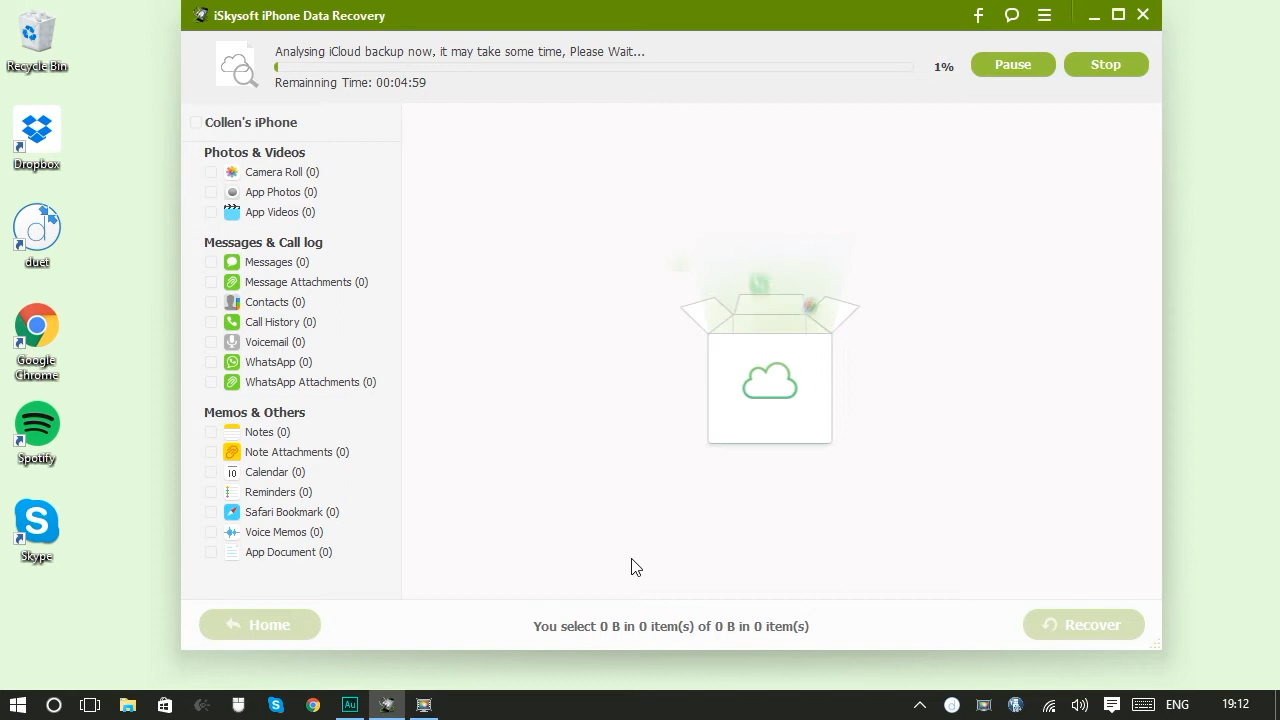 Recycle Bin
Dropbox
duet
Google
Chrome
Spotify
Skype
iSkysoft iPhone Data Recovery
Analysing iCloud backup now, it may take some time, Please Wait...
1%
Pause
Stop
Remainning Time: 00:04:59
Collen's iPhone
Photos & Videos
Camera Roll (0)
App Photos (0)
App Videos (0)
Messages & Call log
Messages (0)
Message Attachments (0)
Contacts (0)
Call History (0)
Voicemail (0)
WhatsApp (0)
WhatsApp Attachments (0)
Memos & Others
Notes (0)
Note Attachments (0)
10
Calendar (0)
Reminders (0)
Safari Bookmark (0)
Voice Memos (0)
App Document (0)
Home
You select 0 B in 0 item(s) of 0 B in 0 item(s)
Recover
Au
ENG
19:12